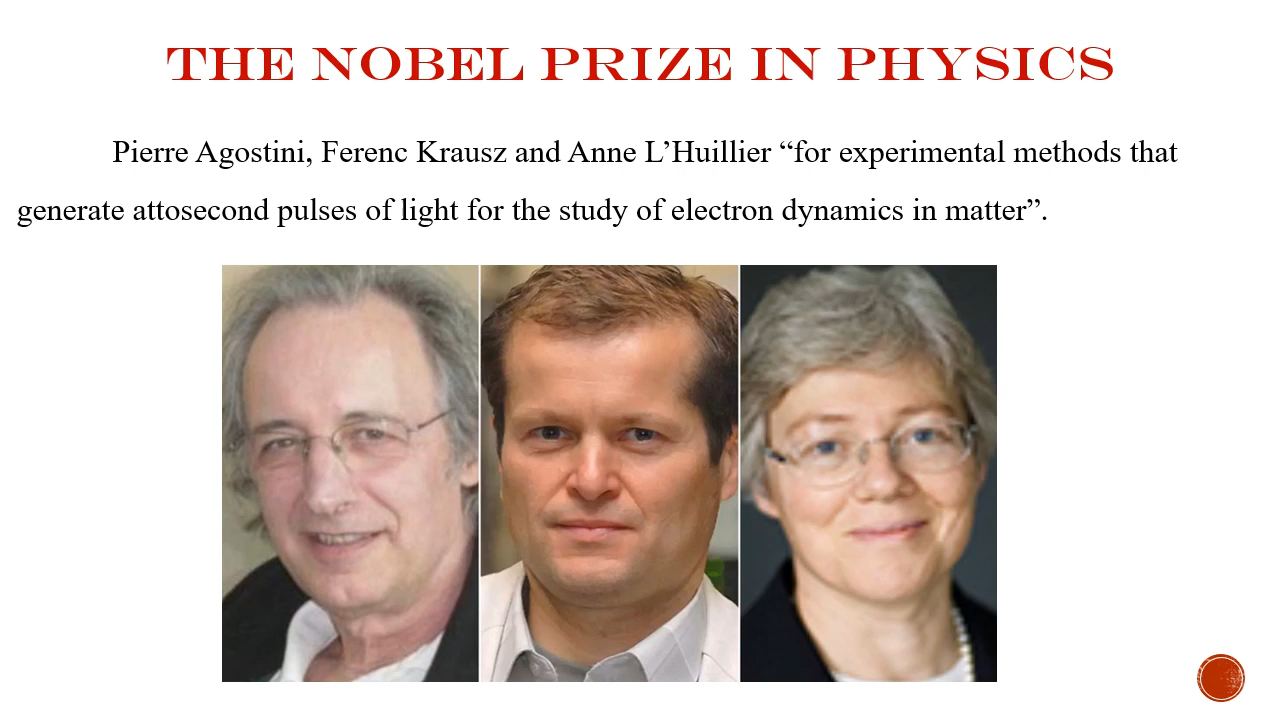 THE NOBEL PRIZE IN PHYSICS
Pierre Agostini, Ferenc Krausz and Anne L’Huillier “for experimental methods that
generate attosecond pulses of light for the study of electron dynamics in matter”.